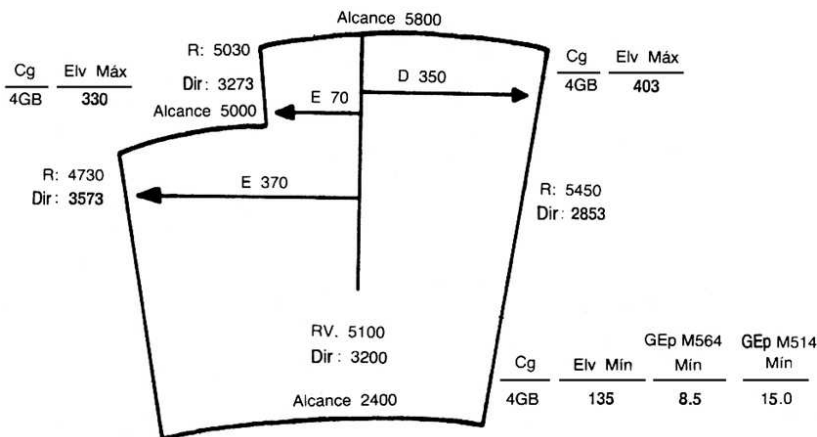 Alcance 5800
R: 5030
Dir: 3273
Cg Elv Máx
4GB 330
D 350
Cg Elv Máx
4GB 403
E 70
Alcance 5000
R: 4730
Dir: 3573
E 370
R: 5450
Dir: 2853
RV. 5100
Dir: 3200
Cg Elv Mín GEp M564 Mín GEp M514 Mín
4GB 135 8.5 15.0
Alcance 2400